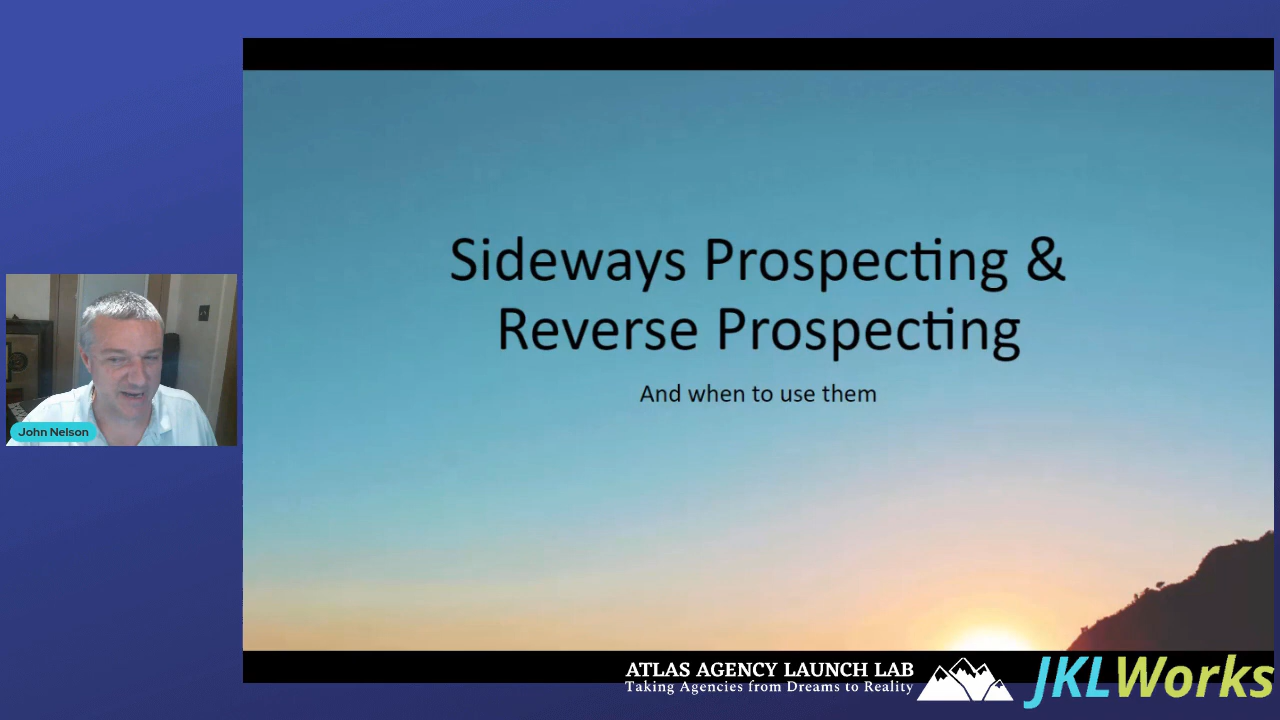 Sideways Prospecting &
Reverse Prospecting
And when to use them
John Nelson
ATLAS AGENCY LAUNCH LAB
Taking Agencies from Dreams to Reality
JKLWorks